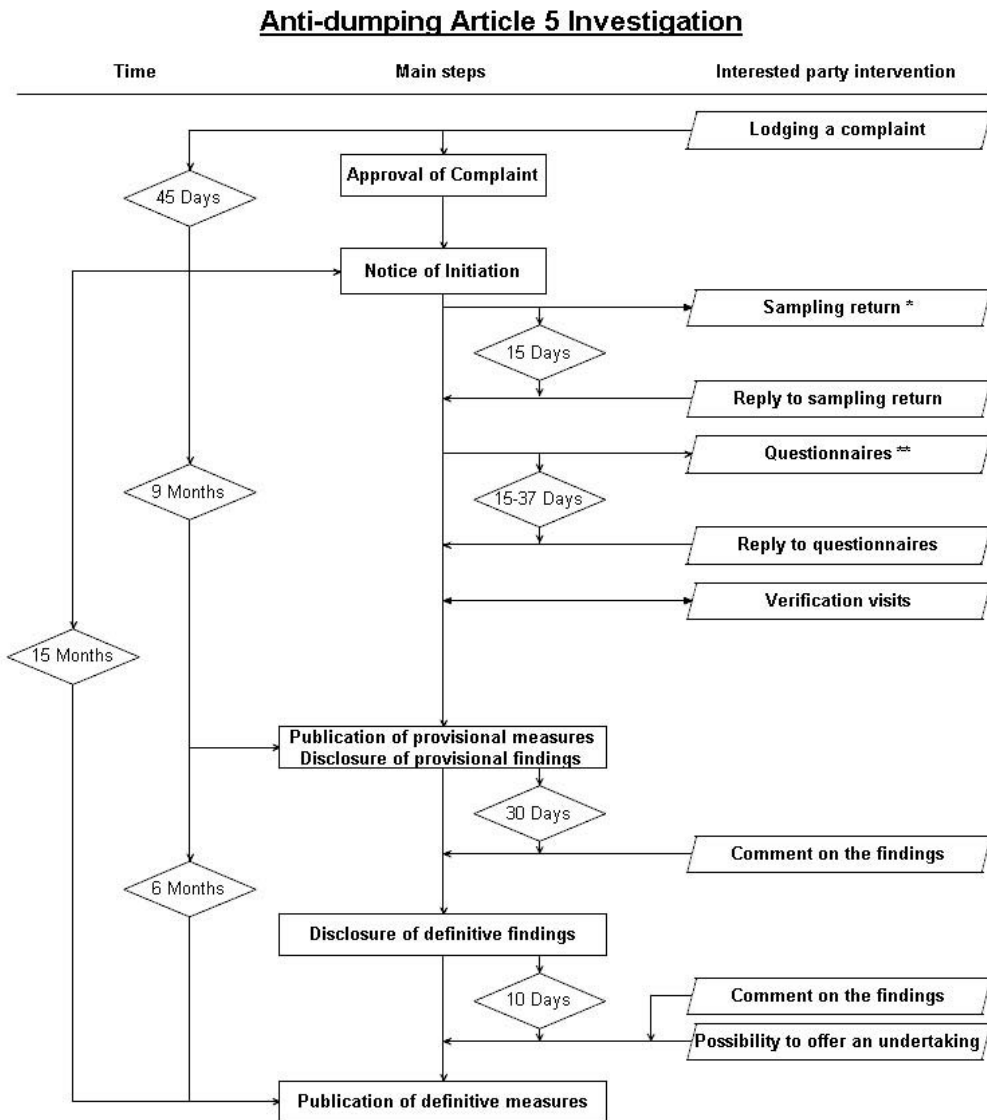 Anti-dumping Article 5 Investigation
Time
Main steps
Interested party intervention
Lodging a complaint
Approval of Complaint
45 Days
Notice of Initiation
Sampling return *
15 Days
Reply to sampling return
Questionnaires **
9 Months
15-37 Days
Reply to questionnaires
Verification visits
15 Months
Publication of provisional measures
Disclosure of provisional findings
30 Days
Comment on the findings
6 Months
Disclosure of definitive findings
10 Days
Comment on the findings
Possibility to offer an undertaking
Publication of definitive measures